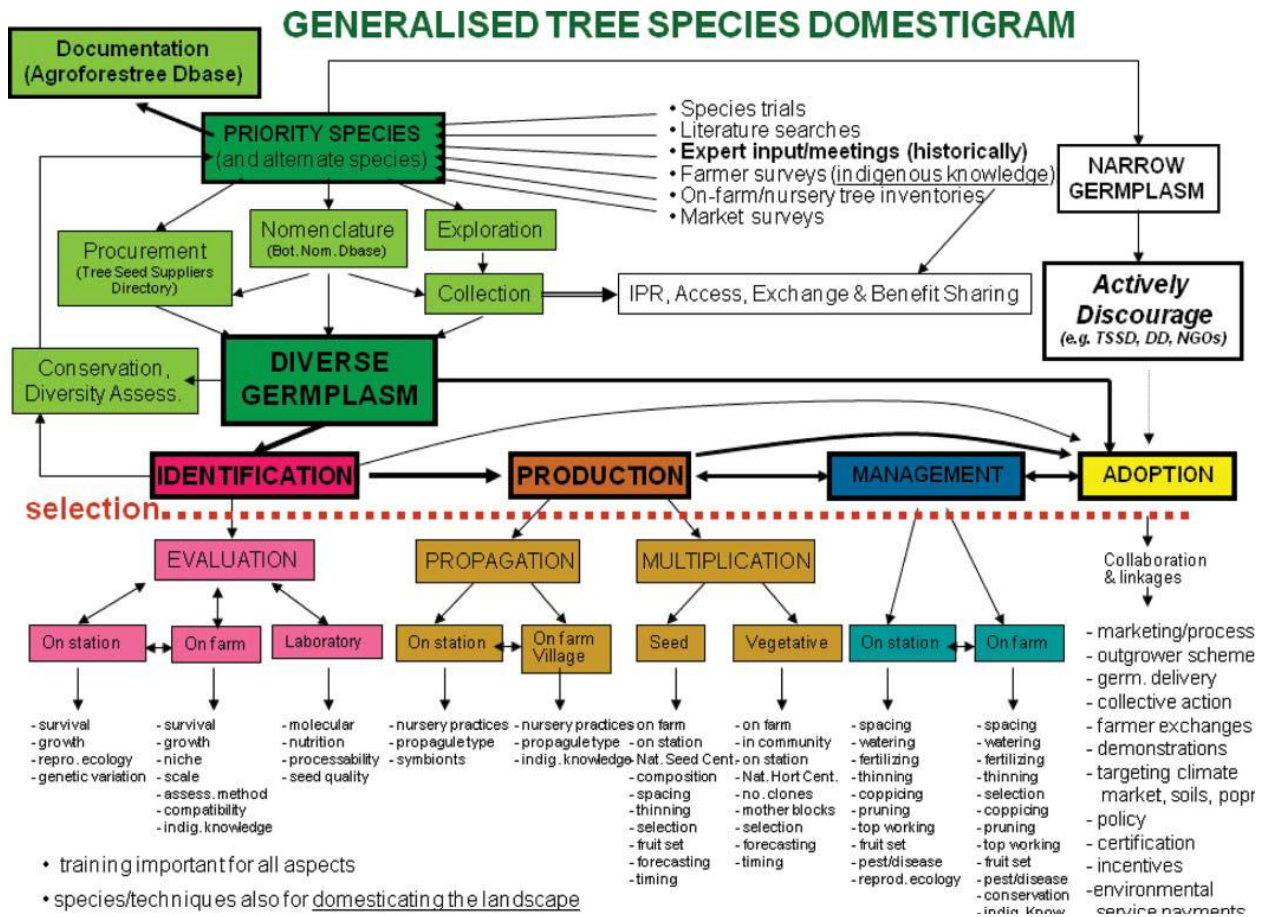 GENERALISED TREE SPECIES DOMESTIGRAM
Documentation
(Agroforestree Dbase)
PRIORITY SPECIES
(and alternate species)
• Species trials
• Literature searches
• Expert input/meetings (historically)
• Farmer surveys (indigenous knowledge)
• On-farm/nursery tree inventories
• Market surveys
NARROW
GERMPLASM
Procurement
(Tree Seed Suppliers
Directory)
Nomenclature
(Bot. Nom. Dbase)
Exploration
Collection
IPR, Access, Exchange & Benefit Sharing
Actively
Discourage
(e.g. TSSD, DD, NGOs)
Conservation,
Diversity Assess.
DIVERSE
GERMPLASM
IDENTIFICATION
PRODUCTION
MANAGEMENT
ADOPTION
selection
EVALUATION
PROPAGATION
MULTIPLICATION
Collaboration
& linkages
On station
On farm
Laboratory
On station
On farm
Village
Seed
Vegetative
On station
On farm
- survival
- growth
- repro. ecology
- genetic variation
- survival
- growth
- niche
- scale
- assess. method
- compatibility
- indig. knowledge
- molecular
- nutrition
- processability
- seed quality
- nursery practices
- propagule type
- symbionts
- nursery practices
- propagule type
- indig. knowledge
- on farm
- on station
- Nat. Seed Cent.
- composition
- spacing
- thinning
- selection
- fruit set
- forecasting
- timing
- on farm
- in community
- on station
- Nat. Hort Cent.
- no. clones
- mother blocks
- selection
- forecasting
- timing
- spacing
- watering
- fertilizing
- thinning
- coppicing
- pruning
- top working
- fruit set
- pest/disease
- reprod. ecology
- spacing
- watering
- fertilizing
- thinning
- selection
- coppicing
- pruning
- top working
- fruit set
- pest/disease
- conservation
- indig. Know
- marketing/process
- outgrower scheme
- germ. delivery
- collective action
- farmer exchanges
- demonstrations
- targeting climate
market, soils,
- policy
- certification
- incentives
-environmental
service payments
• training important for all aspects
• species/techniques also for domesticating the landscape